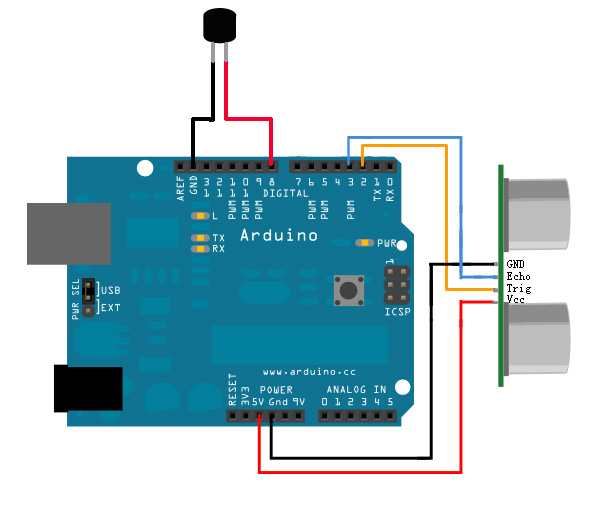 AREF
GND
13
12
11
10
9
8
7
6
5
4
3
2
1
0
PWM
PWM
PWM
PWM
PWM
PWM
TX
RX
DIGITAL
L
TX
RX
Arduino
PWR
1
ICSP
PWR SEL
USB
EXT
www.arduino.cc
RESET
3V3
5V Gnd 9V
POWER
ANALOG IN
0 1 2 3 4 5
GND
Echo
Trig
Vcc